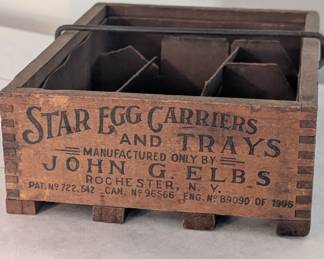 STAR EGG CARRIERS
AND TRAYS
MANUFACTURED ONLY BY
JOHN G. ELBS
ROCHESTER, N. Y.
PAT. Nº 722,512 CAN. Nº 96566 ENG. Nº 89090 OF 1906